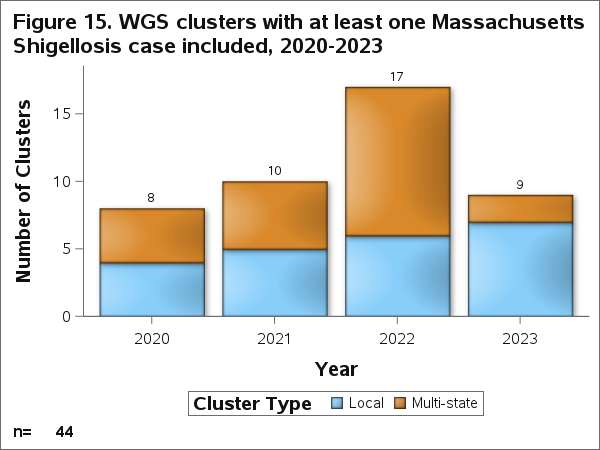 Figure 15. WGS clusters with at least one Massachusetts
Shigellosis case included, 2020-2023
Number of Clusters
15
10
5
0
8
10
17
9
2020 2021 2022 2023
Year
Cluster Type Local Multi-state
n= 44